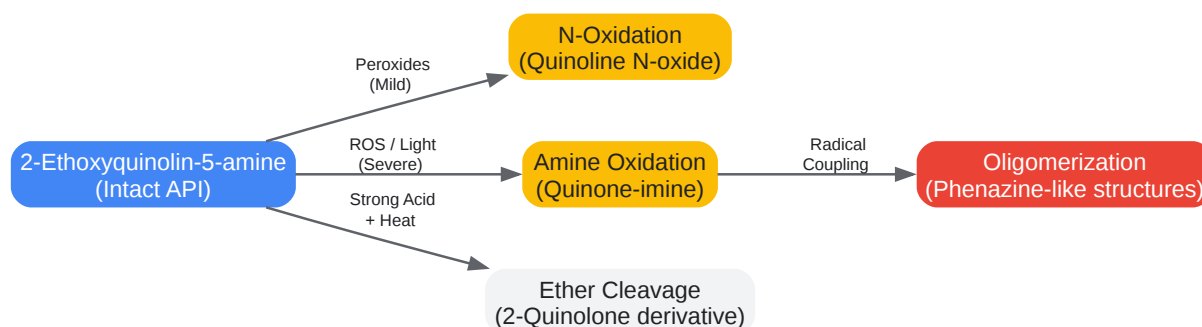 N-Oxidation
(Quinoline N-oxide)
Peroxides
(Mild)
2-Ethoxyquinolin-5-amine
(Intact API)
ROS / Light
(Severe)
Amine Oxidation
(Quinone-imine)
Radical
Coupling
Oligomerization
(Phenazine-like structures)
Strong Acid
+ Heat
Ether Cleavage
(2-Quinolone derivative)